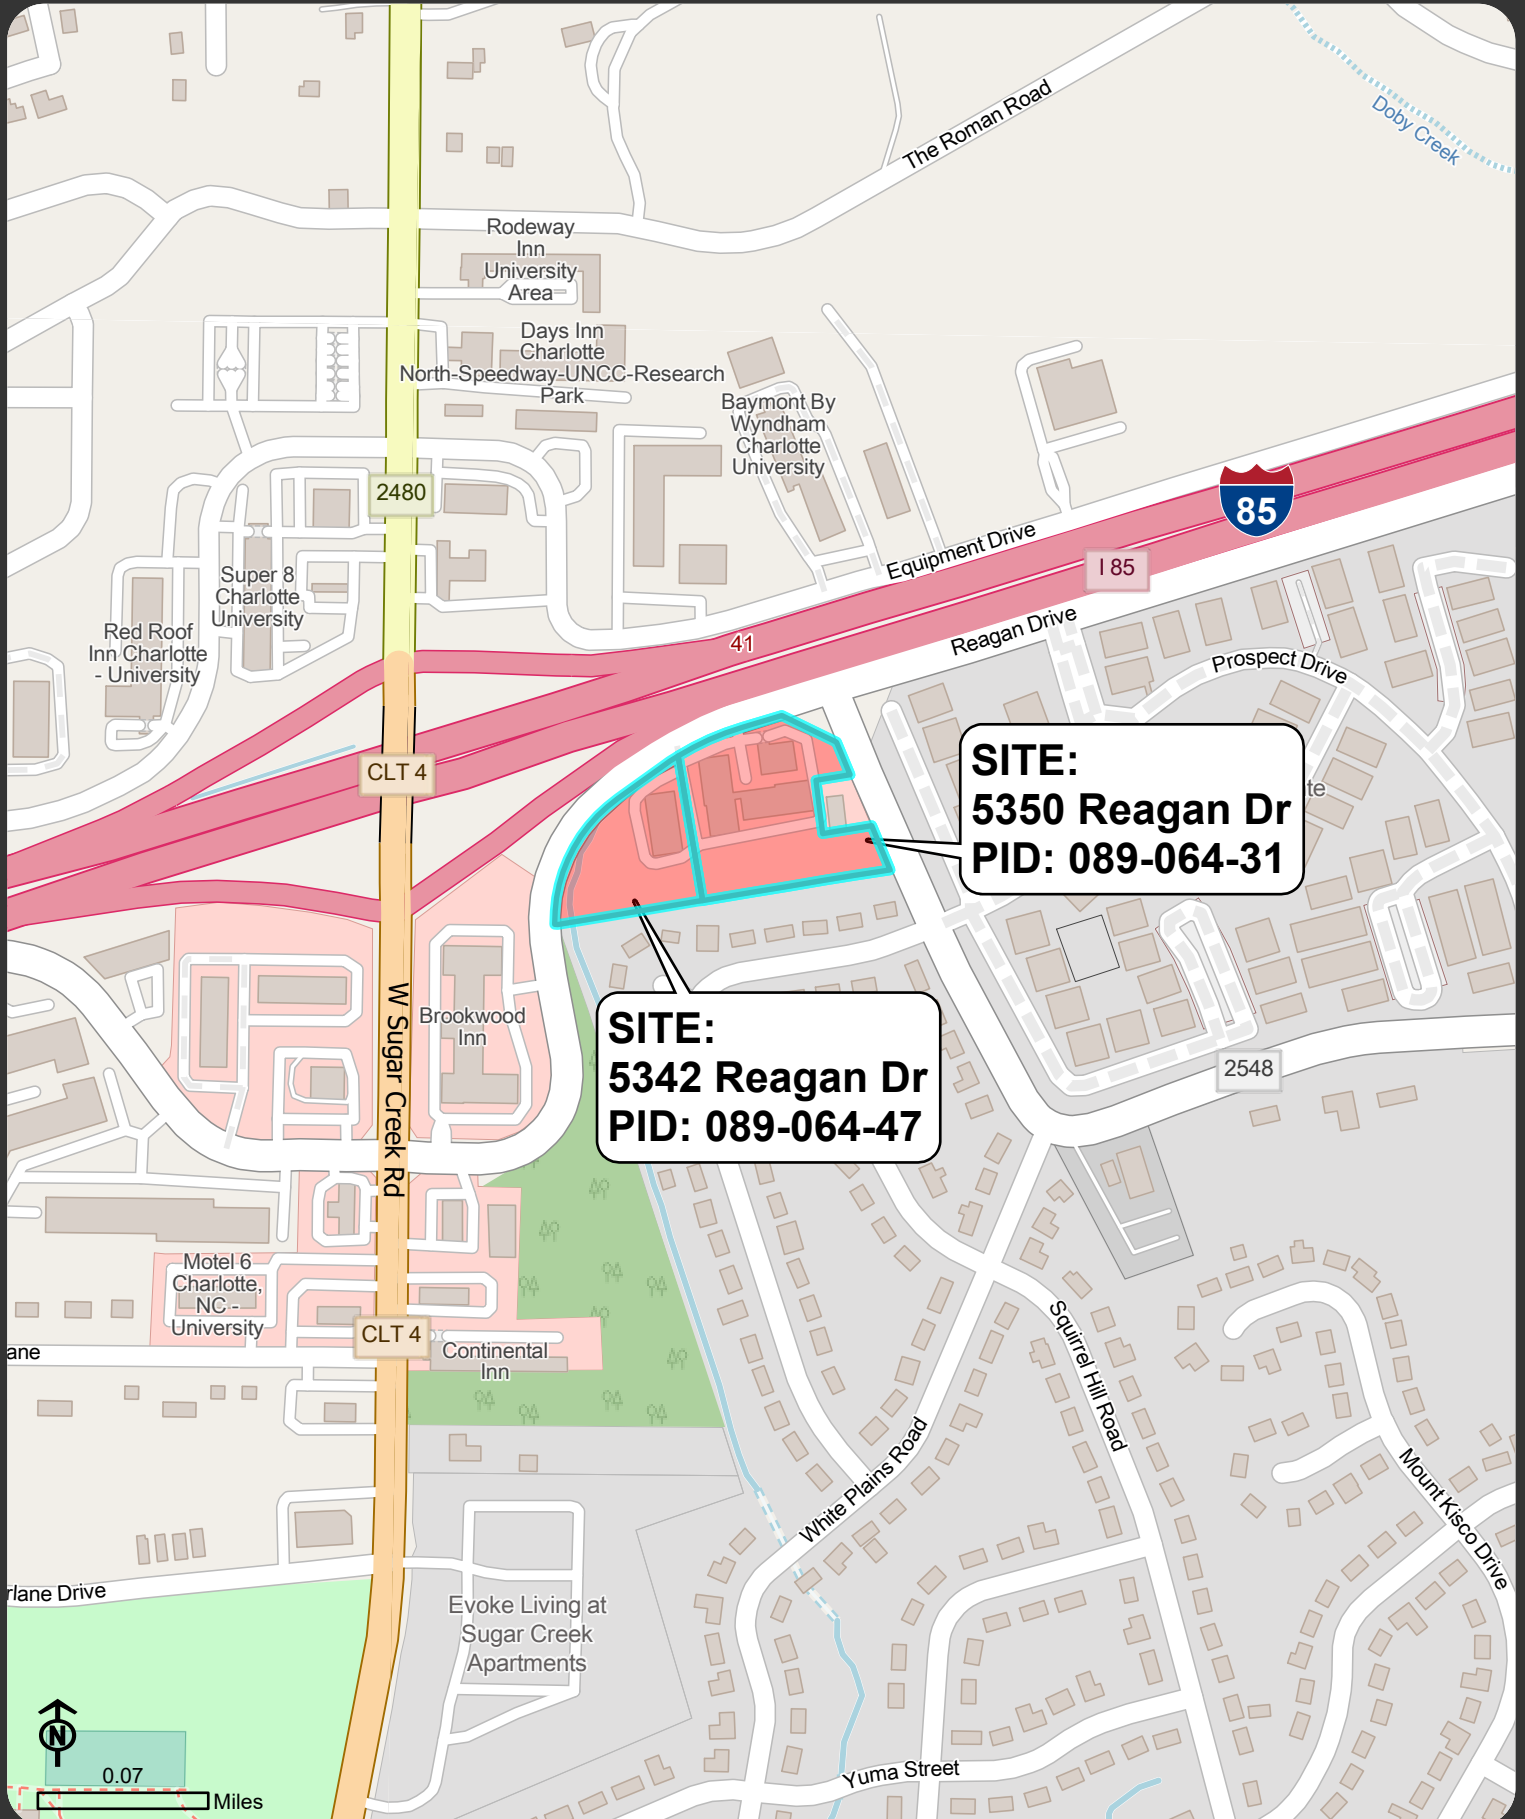 Doby Creek
The Roman Road
Rodeway
Inn
University
Area
Days Inn
Charlotte
North-Speedway-UNCC-Research
Park
Baymont By
Wyndham
Charlotte
University
2480
85
Equipment Drive
I 85
Super 8
Charlotte
University
Red Roof
Inn Charlotte
- University
41
Reagan Drive
Prospect Drive
CLT 4
SITE:
5350 Reagan Dr
PID: 089-064-31
te
W Sugar Creek Rd
Brookwood
Inn
SITE:
5342 Reagan Dr
PID: 089-064-47
2548
Motel 6
Charlotte,
NC -
University
CLT 4
Continental
Inn
ane
Squirrel Hill Road
White Plains Road
Mount Kisco Drive
rlane Drive
Evoke Living at
Sugar Creek
Apartments
N
0.07
Miles
Yuma Street